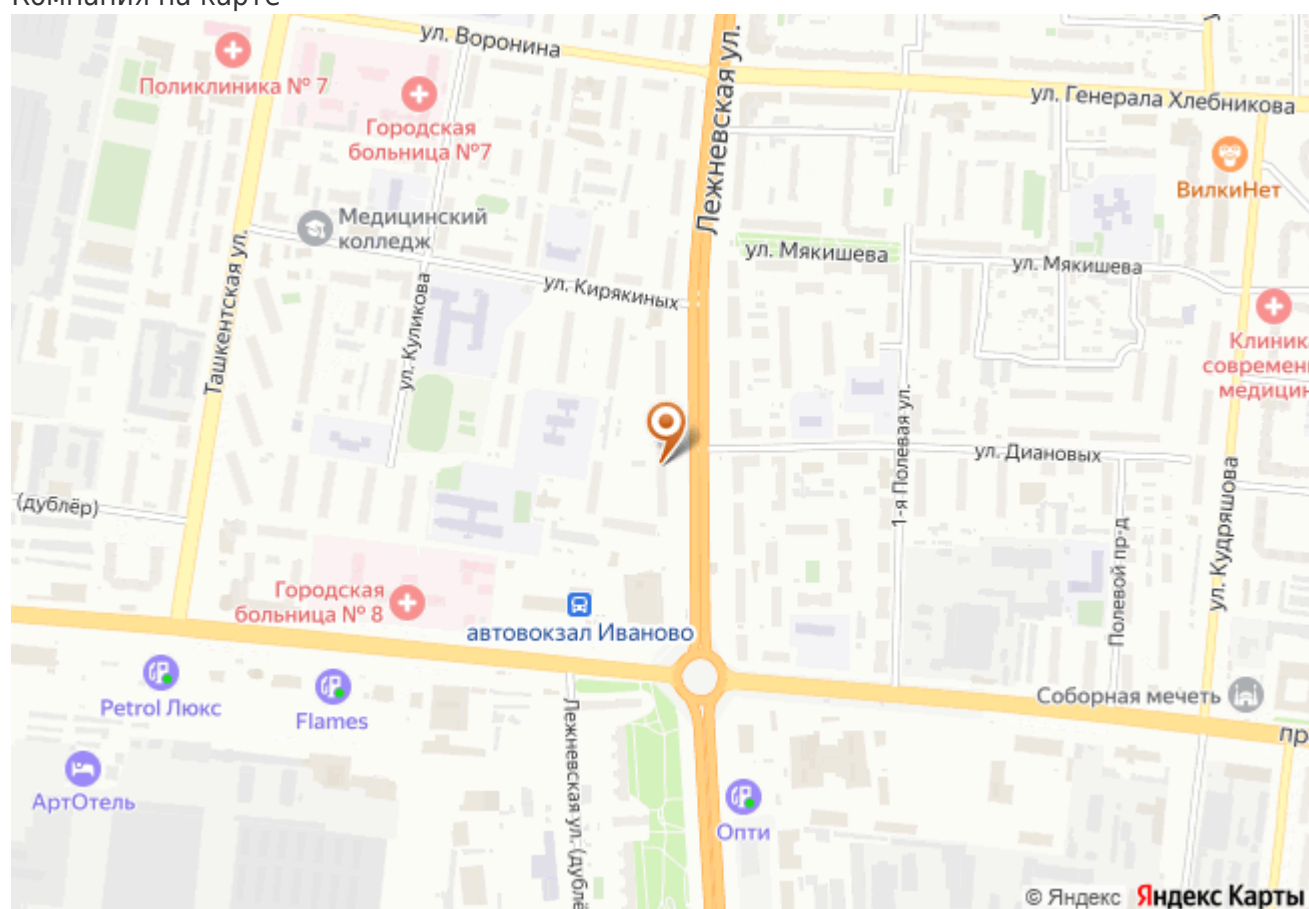 Компания на карте
ул. Воронина
Лежневская ул.
Поликлиника № 7
Городская
больница №7
ул. Генерала Хлебникова
ВилкиНет
Медицинский
колледж
Ташкентская ул.
ул. Мякишева
ул. Мякишева
ул. Кирякиных
ул. Куликова
Клиник
современ
медицин
1-я Полевая ул.
ул. Диановых
ул. Кудряшова
Полевой пр-д
(дублёр)
Городская
больница № 8
автовокзал Иваново
Petrol Люкс
Flames
Соборная мечеть
пр
АртОтель
Лежневская ул. (дублё
Опти
© Яндекс Яндекс Карты